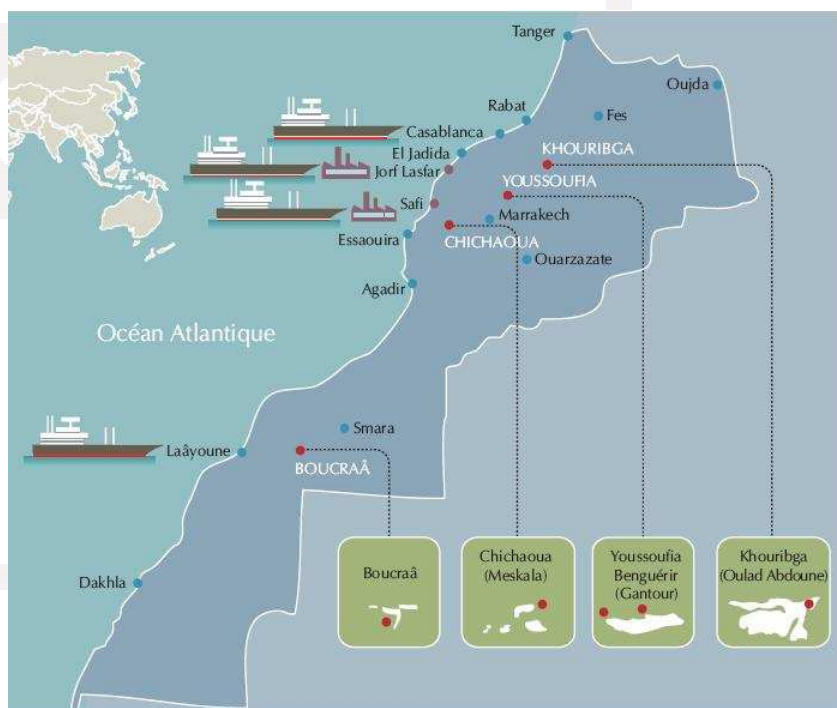 Tanger
Oujda
Rabat
Fes
Casablanca
El Jadida
KHOURIBGA
Jorf Lasfar
YOUSSOUFIA
Safi
Marrakech
Essaouira
CHICHAOUA
Ouarzazate
Agadir
Océan Atlantique
Smara
Laâyoune
BOUCRAÂ
Dakhla
Boucraâ
Chichaoua
(Meskala)
Youssoufia
Benguérir
(Gantour)
Khouribga
(Oulad Abdoune)